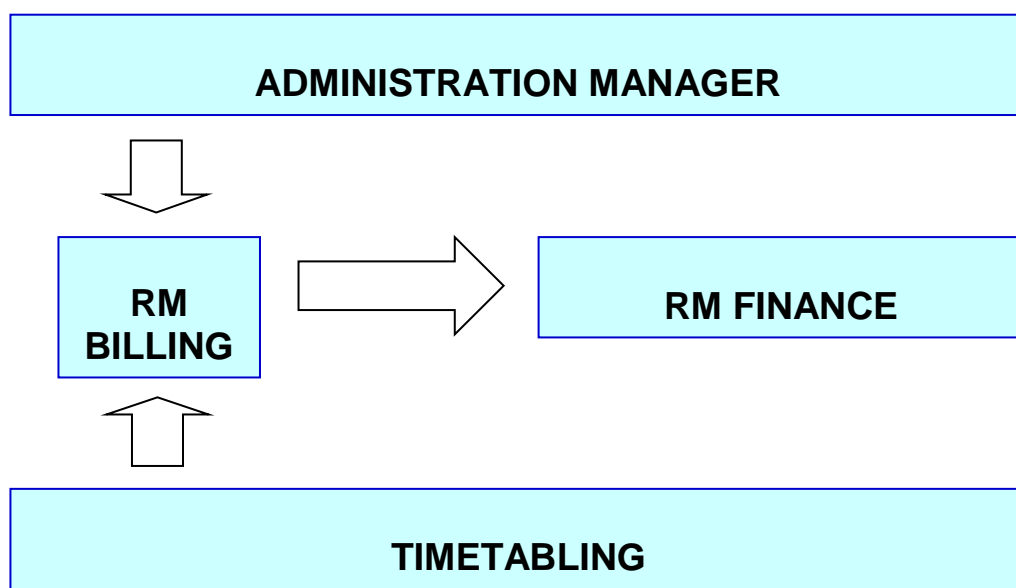 ADMINISTRATION MANAGER
RM
BILLING
RM FINANCE
TIMETABLING